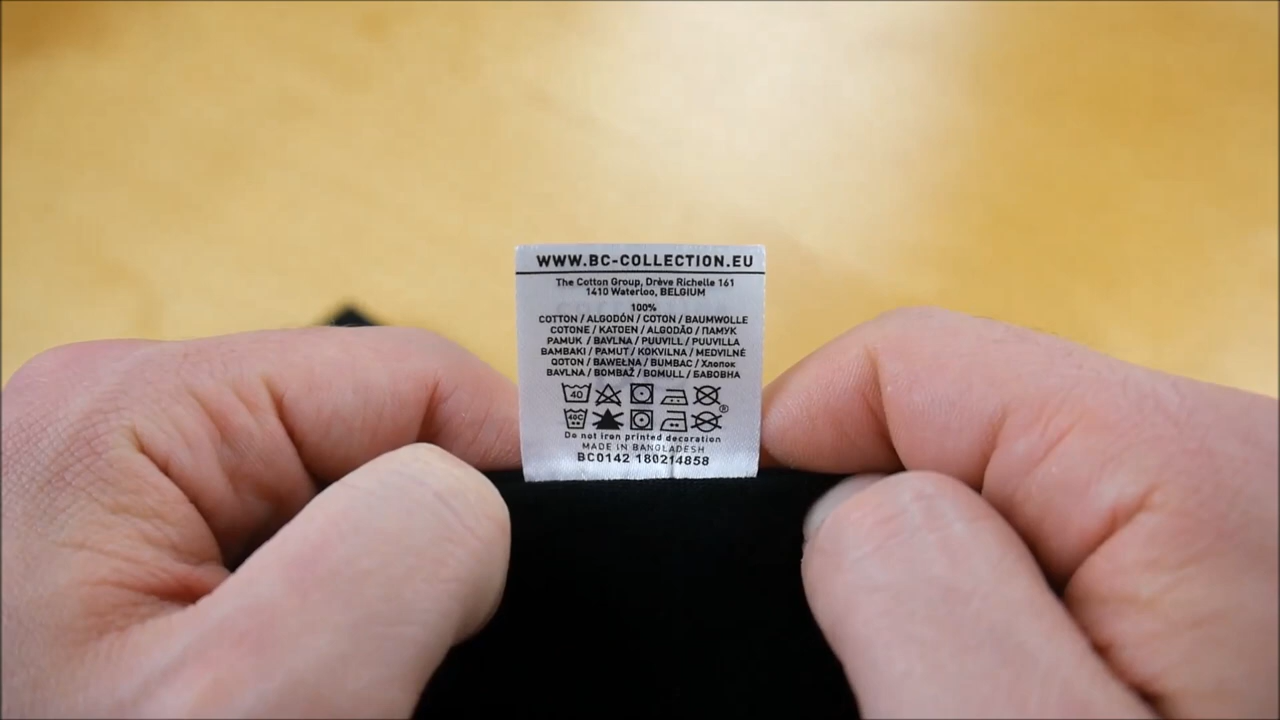 WWW.BC-COLLECTION.EU
The Cotton Group, Drève Richelle 161
1410 Waterloo, BELGIUM
100%
COTTON / ALGODÓN / COTON / BAUMWOLLE
COTONE / KATOEN / ALGODÃO / ПАМУК
PAMUK / BAVLNA / PUUVILL / PUUVILLA
BAMBAKI / PAMUT / KOKVILNA / MEDVILNĖ
QOTON / BAWEŁNA / BUMBAC / Хлопок
BAVLNA / BOMBAŽ / BOMULL / БАВОВНА
40
40C ®
Do not iron printed decoration
MADE IN BANGLADESH
BC0142 180214858